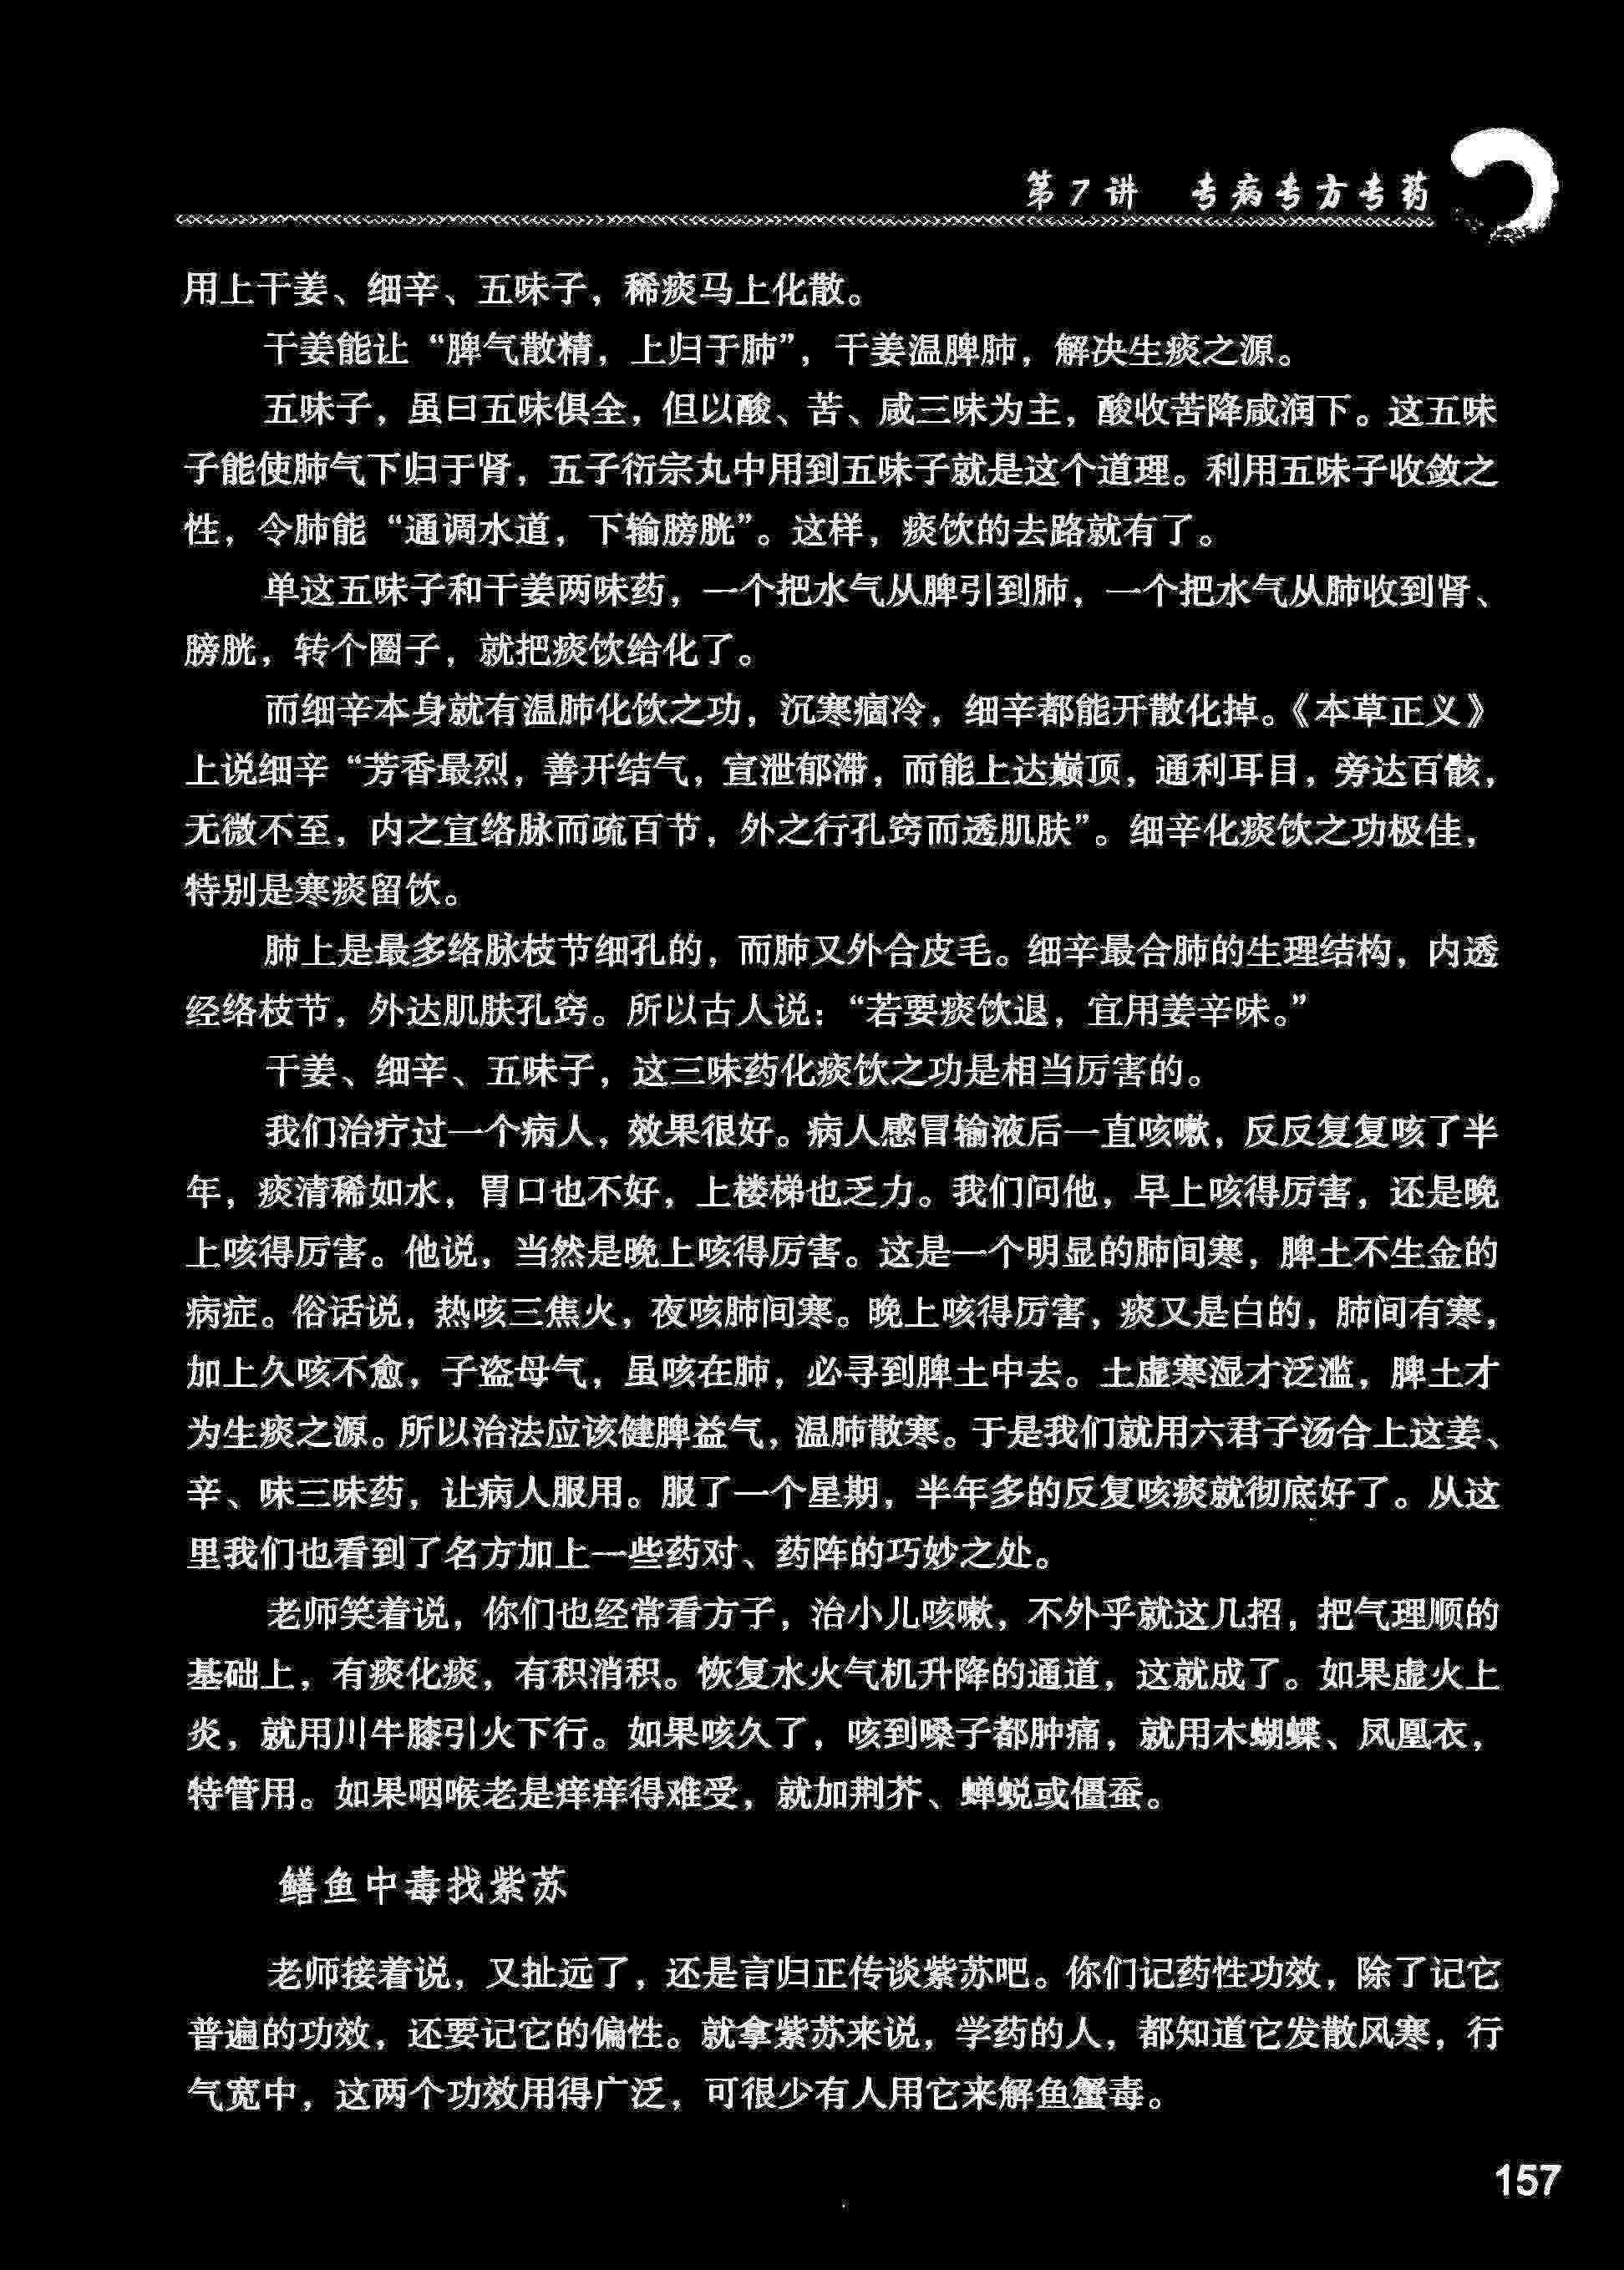 第7讲 专病专方专药
用上干姜、细辛、五味子，稀痰马上化散。
干姜能让“脾气散精，上归于肺”，干姜温脾肺，解决生痰之源。
五味子，虽曰五味俱全，但以酸、苦、咸三味为主，酸收苦降咸润下。这五味
子能使肺气下归于肾，五子衍宗丸中用到五味子就是这个道理。利用五味子收敛之
性，令肺能“通调水道，下输膀胱”。这样，痰饮的去路就有了。
单这五味子和干姜两味药，一个把水气从脾引到肺，一个把水气从肺收到肾、
膀胱，转个圈子，就把痰饮给化了。
而细辛本身就有温肺化饮之功，沉寒痼冷，细辛都能开散化掉。《本草正义》
上说细辛“芳香最烈，善开结气，宣泄郁滞，而能上达巅顶，通利耳目，旁达百骸，
无微不至，内之宣络脉而疏百节，外之行孔窍而透肌肤”。细辛化痰饮之功极佳，
特别是寒痰留饮。
肺上是最多络脉枝节细孔的，而肺又外合皮毛。细辛最合肺的生理结构，内透
经络枝节，外达肌肤孔窍。所以古人说：“若要痰饮退，宜用姜辛味。”
干姜、细辛、五味子，这三味药化痰饮之功是相当厉害的。
我们治疗过一个病人，效果很好。病人感冒输液后一直咳嗽，反反复复咳了半
年，痰清稀如水，胃口也不好，上楼梯也乏力。我们问他，早上咳得厉害，还是晚
上咳得厉害。他说，当然是晚上咳得厉害。这是一个明显的肺间寒，脾土不生金的
病症。俗话说，热咳三焦火，夜咳肺间寒。晚上咳得厉害，痰又是白的，肺间有寒，
加上久咳不愈，子盗母气，虽咳在肺，必寻到脾土中去。土虚寒湿才泛滥，脾土才
为生痰之源。所以治法应该健脾益气，温肺散寒。于是我们就用六君子汤合上这姜、
辛、味三味药，让病人服用。服了一个星期，半年多的反复咳痰就彻底好了。从这
里我们也看到了名方加上一些药对、药阵的巧妙之处。
老师笑着说，你们也经常看方子，治小儿咳嗽，不外乎就这几招，把气理顺的
基础上，有痰化痰，有积消积。恢复水火气机升降的通道，这就成了。如果虚火上
炎，就用川牛膝引火下行。如果咳久了，咳到嗓子都肿痛，就用木蝴蝶、凤凰衣，
特管用。如果咽喉老是痒痒得难受，就加荆芥、蝉蜕或僵蚕。
鳝鱼中毒找紫苏
老师接着说，又扯远了，还是言归正传谈紫苏吧。你们记药性功效，除了记它
普遍的功效，还要记它的偏性。就拿紫苏来说，学药的人，都知道它发散风寒，行
气宽中，这两个功效用得广泛，可很少有人用它来解鱼蟹毒。
157